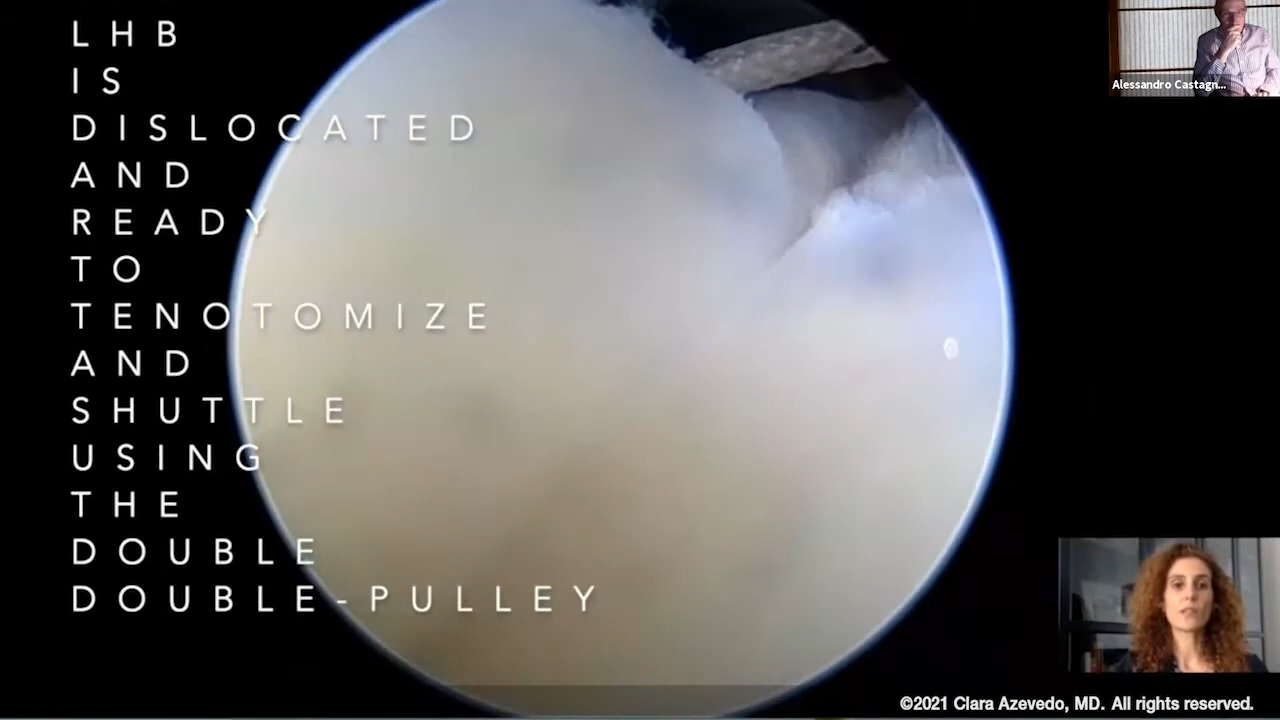 LHB
IS
DISLOCATED
AND
READY
TO
TENOTOMIZE
AND
SHUTTLE
USING
THE
DOUBLE
DOUBLE-PULLEY
Alessandro Castagn...
©2021 Clara Azevedo, MD. All rights reserved.